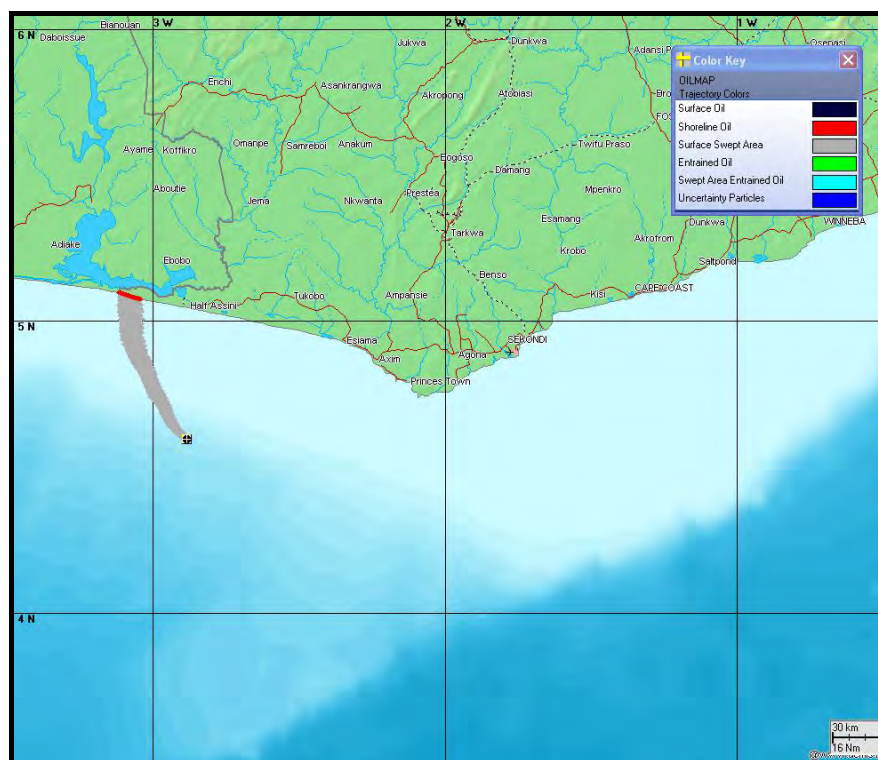 3 W
2 W
1 W
6 N
Bianouan
Daboissue
Jukwa
Dunkwa
Osenasi
Adansi P
Color Key
OILMAP
Trajectory Colors
Surface Oil
Shoreline Oil
Surface Swept Area
Entrained Oil
Swept Area Entrained Oil
Uncertainty Particles
Enchi
Asankrangwa
Akropong
Atobiasi
Bro
FOS
Ayame
Koffikro
Omanpe
Samreboi
Anakum
Twifu Praso
Eogoso
Damang
Aboutie
Jema
Nkwanta
Prestea
Mpenkro
Esamang
Dunkwa
WINNEBA
Tarkwa
Akrofrom
Adiake
Ebobo
Krobo
Saltpond
Benso
Half Assini
Tukobo
Ampansie
Kisi
CAPE COAST
5 N
Esiama
Axim
Agona
SEKONDI
Princes Town
4 N
30 km
16 Nm